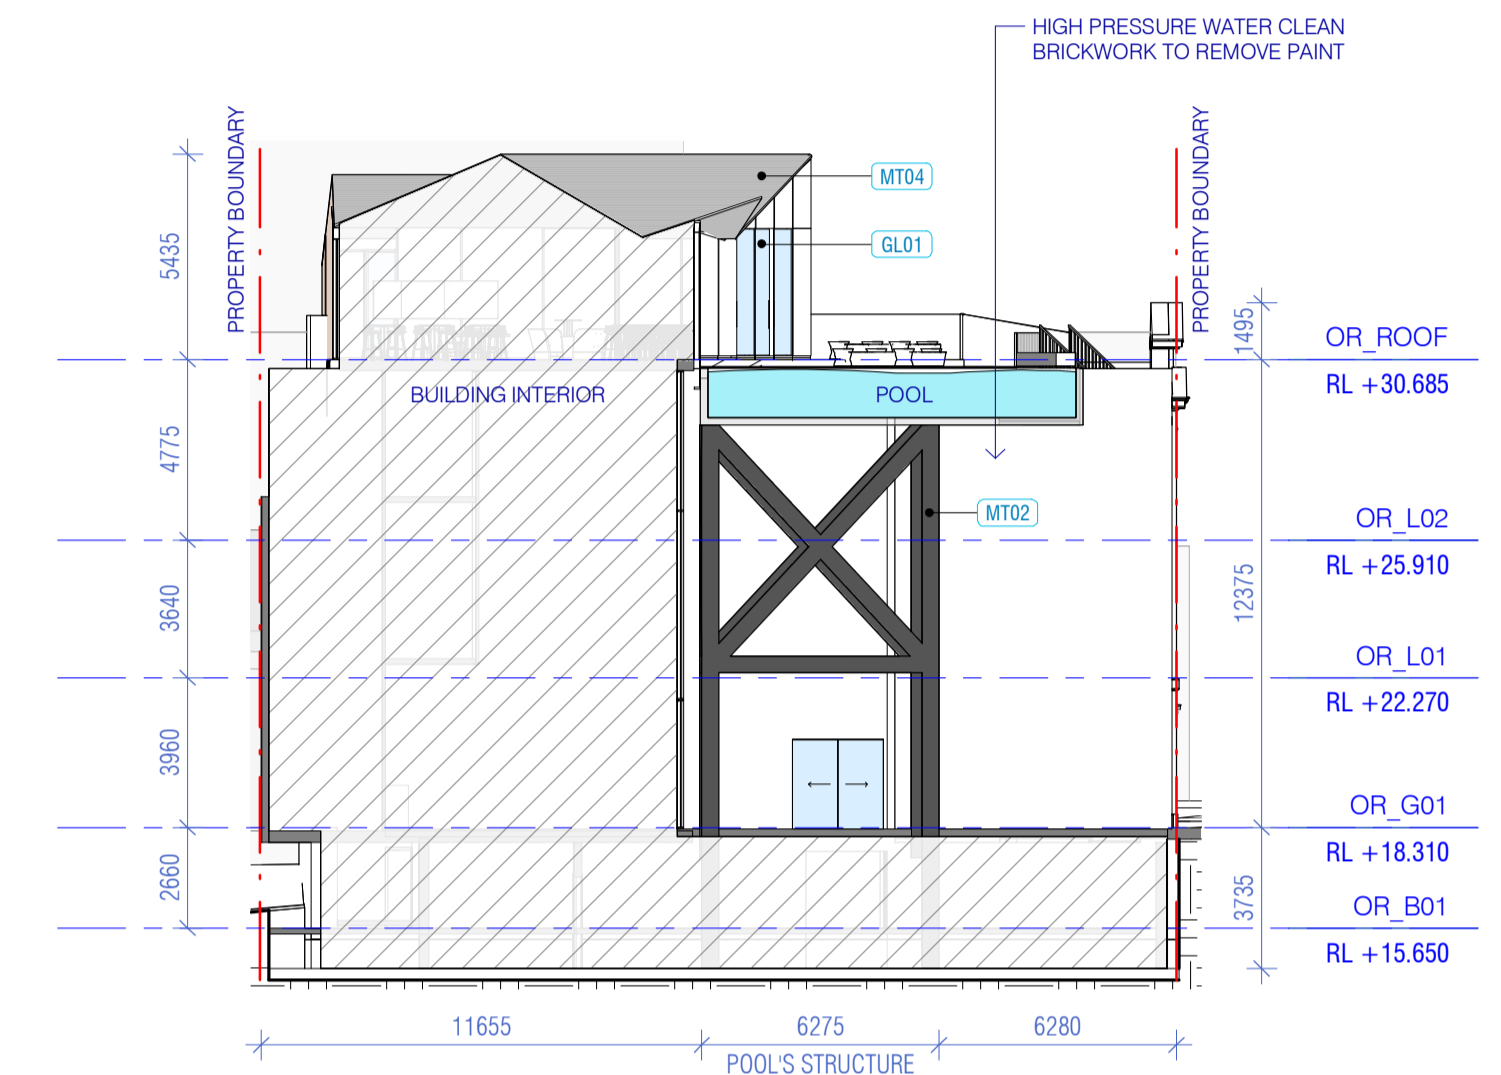 HIGH PRESSURE WATER CLEAN
BRICKWORK TO REMOVE PAINT
PROPERTY BOUNDARY
PROPERTY BOUNDARY
MT04
GL01
5435
1495
OR_ROOF
RL +30.685
BUILDING INTERIOR
POOL
4775
MT02
OR_L02
RL +25.910
3640
12375
OR_L01
RL +22.270
3960
OR_G01
RL +18.310
2660
3735
OR_B01
RL +15.650
11655
6275
6280
POOL'S STRUCTURE